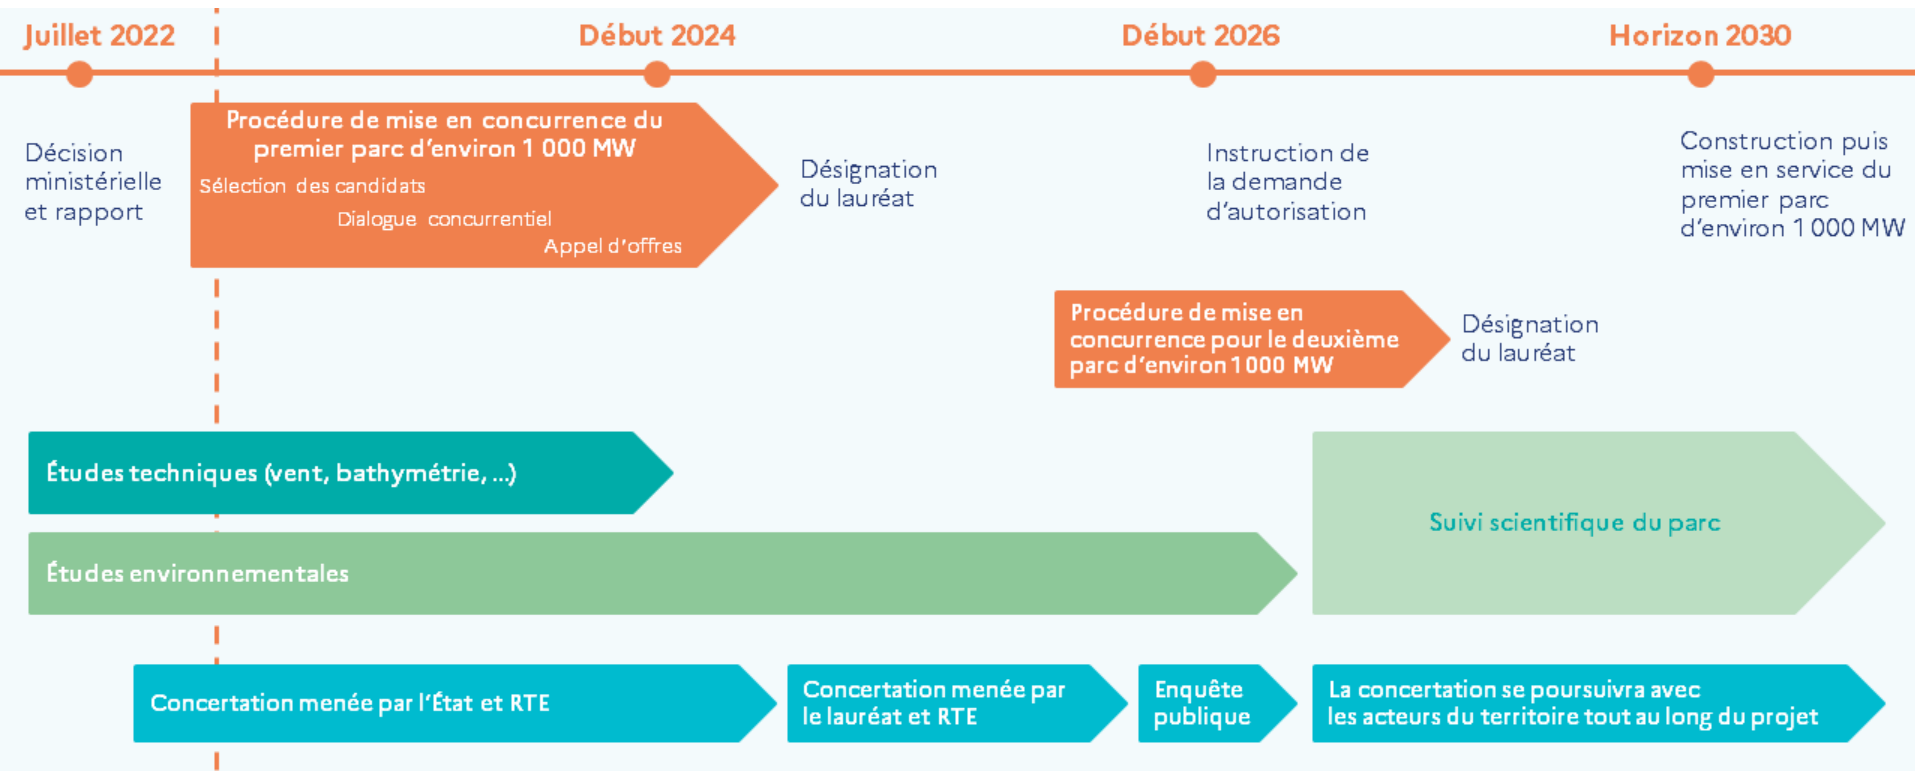 Juillet 2022
Début 2024
Début 2026
Horizon 2030
Décision
ministérielle
et rapport
Procédure de mise en concurrence du
premier parc d'environ 1 000 MW
Sélection des candidats
Dialogue concurrentiel
Appel d'offres
Désignation
du lauréat
Instruction de
la demande
d'autorisation
Construction puis
mise en service du
premier parc
d'environ 1 000 MW
Procédure de mise en
concurrence pour le deuxième
parc d'environ 1 000 MW
Désignation
du lauréat
Études techniques (vent, bathymétrie, ...)
Études environnementales
Suivi scientifique du parc
Concertation menée par l'État et RTE
Concertation menée par
le lauréat et RTE
Enquête
publique
La concertation se poursuivra avec
les acteurs du territoire tout au long du projet